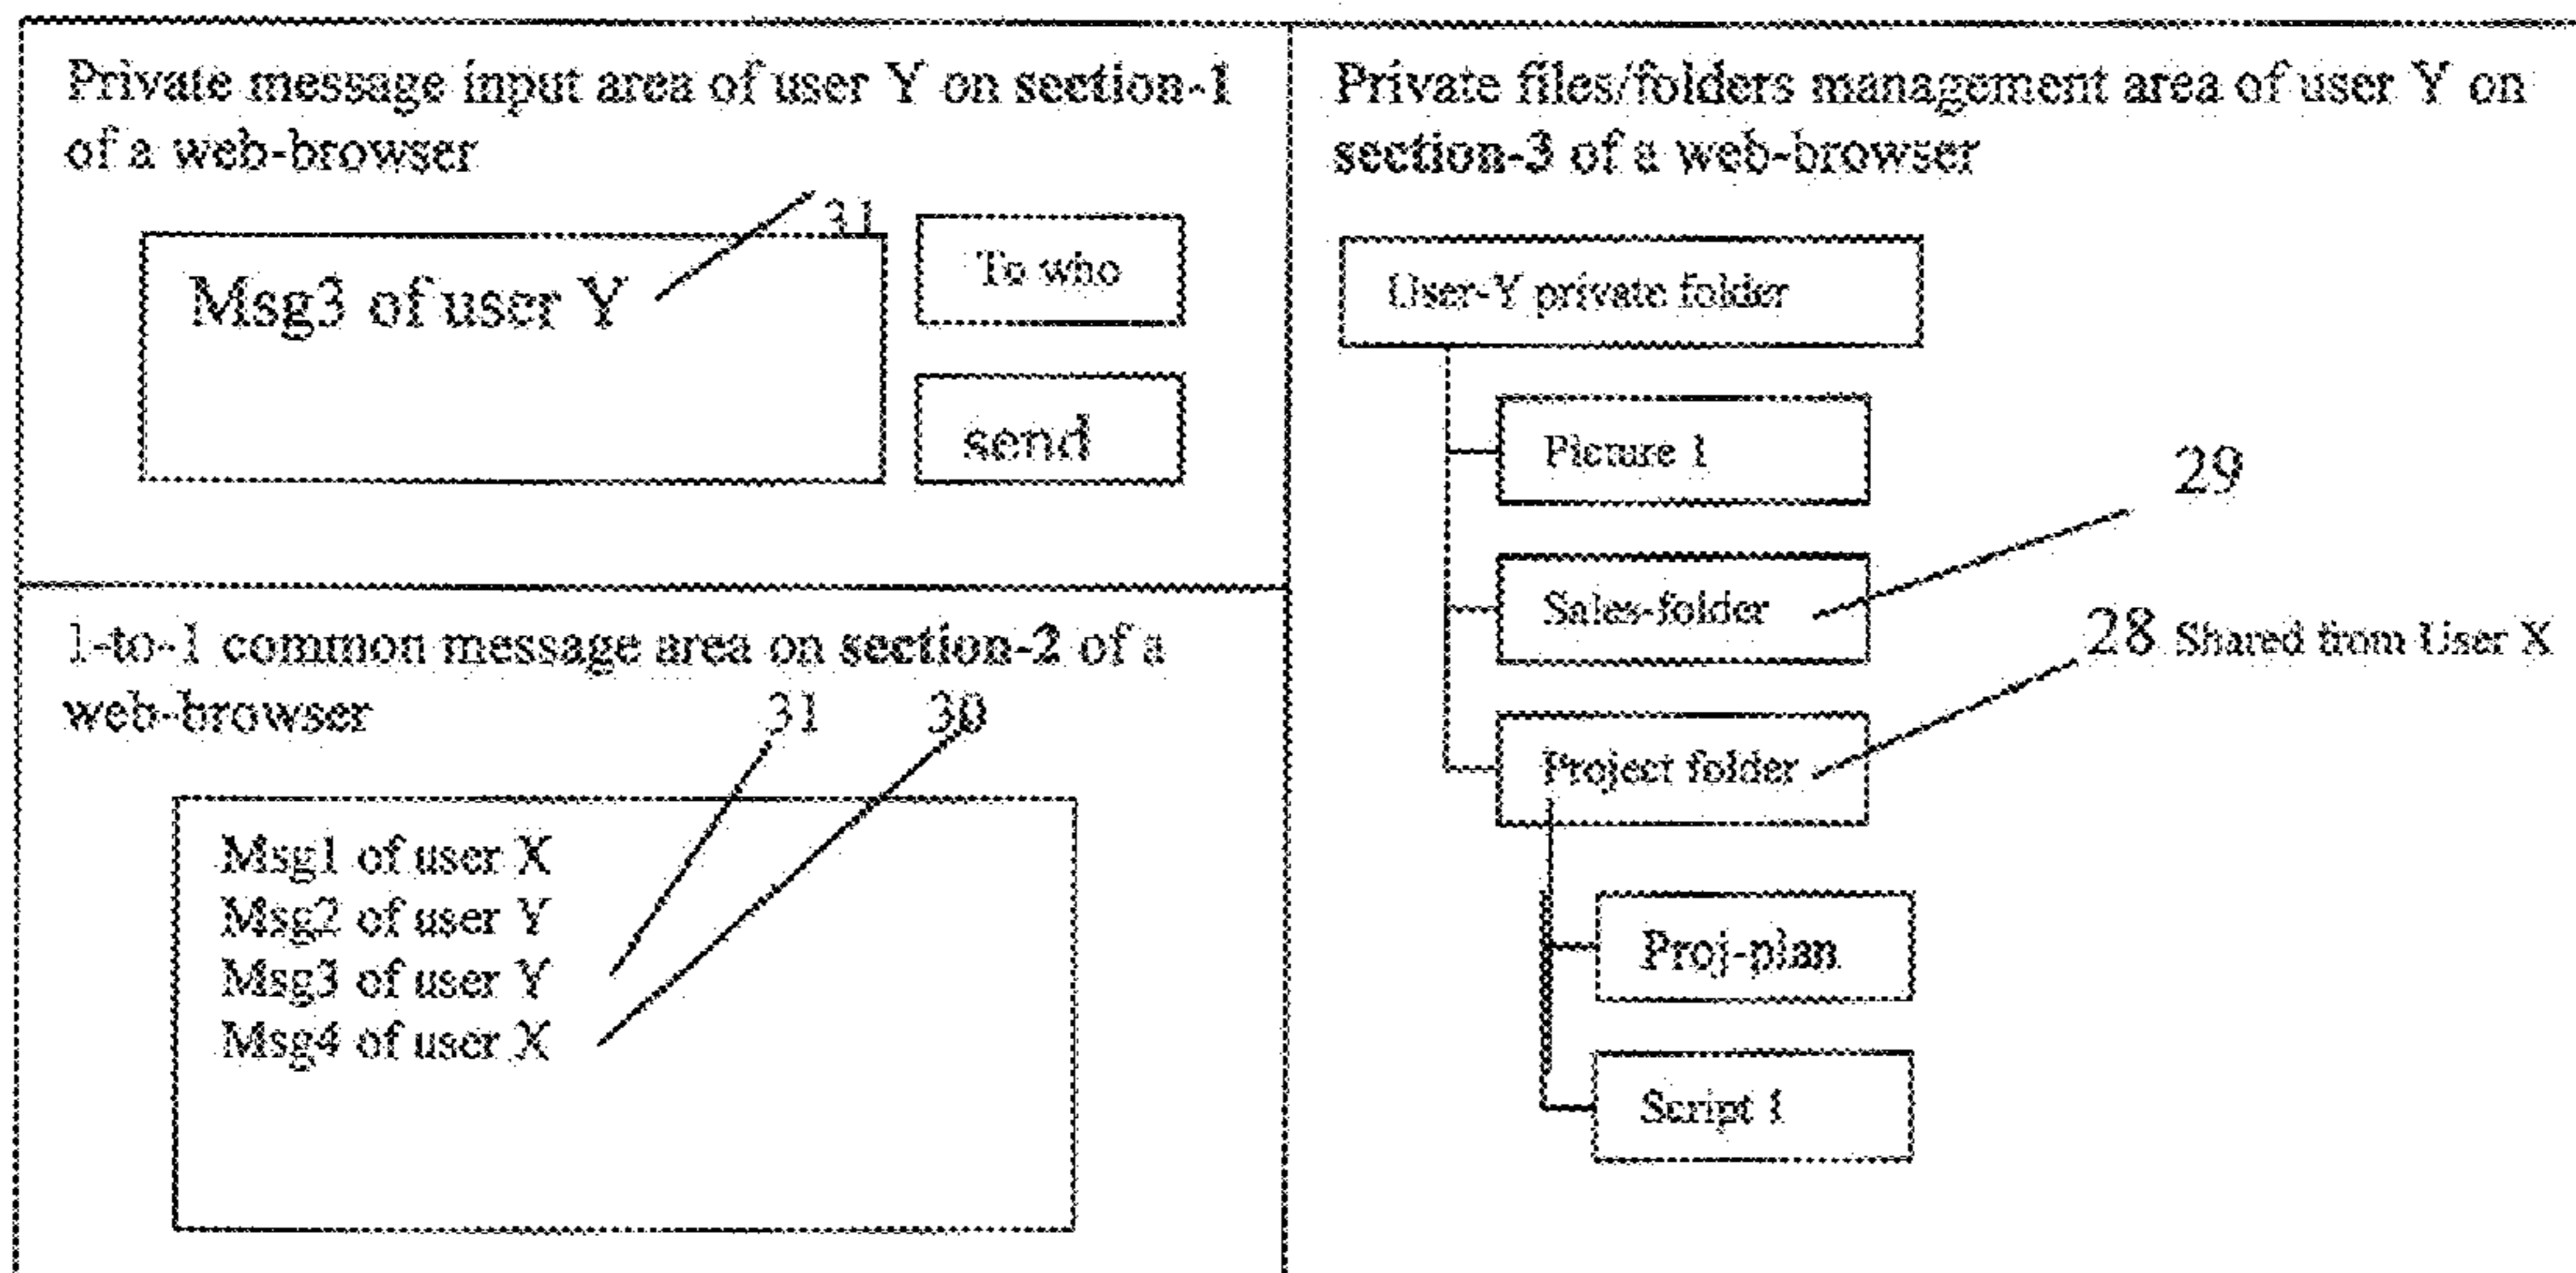 Private message input area of user Y on section-1
of a web-browser
31
Msg3 of user Y
To who
send
1-to-1 common message area on section-2 of a
web-browser
31 30
Msg1 of user X
Msg2 of user Y
Msg3 of user Y
Msg4 of user X
Private files/folders management area of user Y on
section-3 of a web-browser
User-Y private folder
Picture 1
29
Sales-folder
28 Shared from User X
Project folder
Proj-plan
Script 1